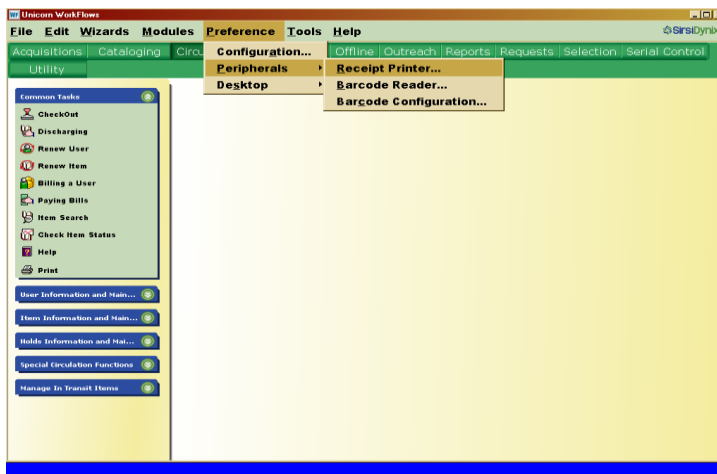 Unicorn WorkFlows
File Edit Wizards Modules Preference Tools Help
SirsiDynix
Acquisitions Cataloging Circu Offline Outreach Reports Requests Selection Serial Control
Utility
Configuration...
Peripherals
Desktop
Receipt Printer...
Barcode Reader...
Barcode Configuration...
Common Tasks
CheckOut
Discharging
Renew User
Renew Item
Billing a User
Paying Bills
Item Search
Check Item Status
Help
Print
User Information and Main...
Item Information and Main...
Holds Information and Mai...
Special Circulation Functions
Manage In Transit Items